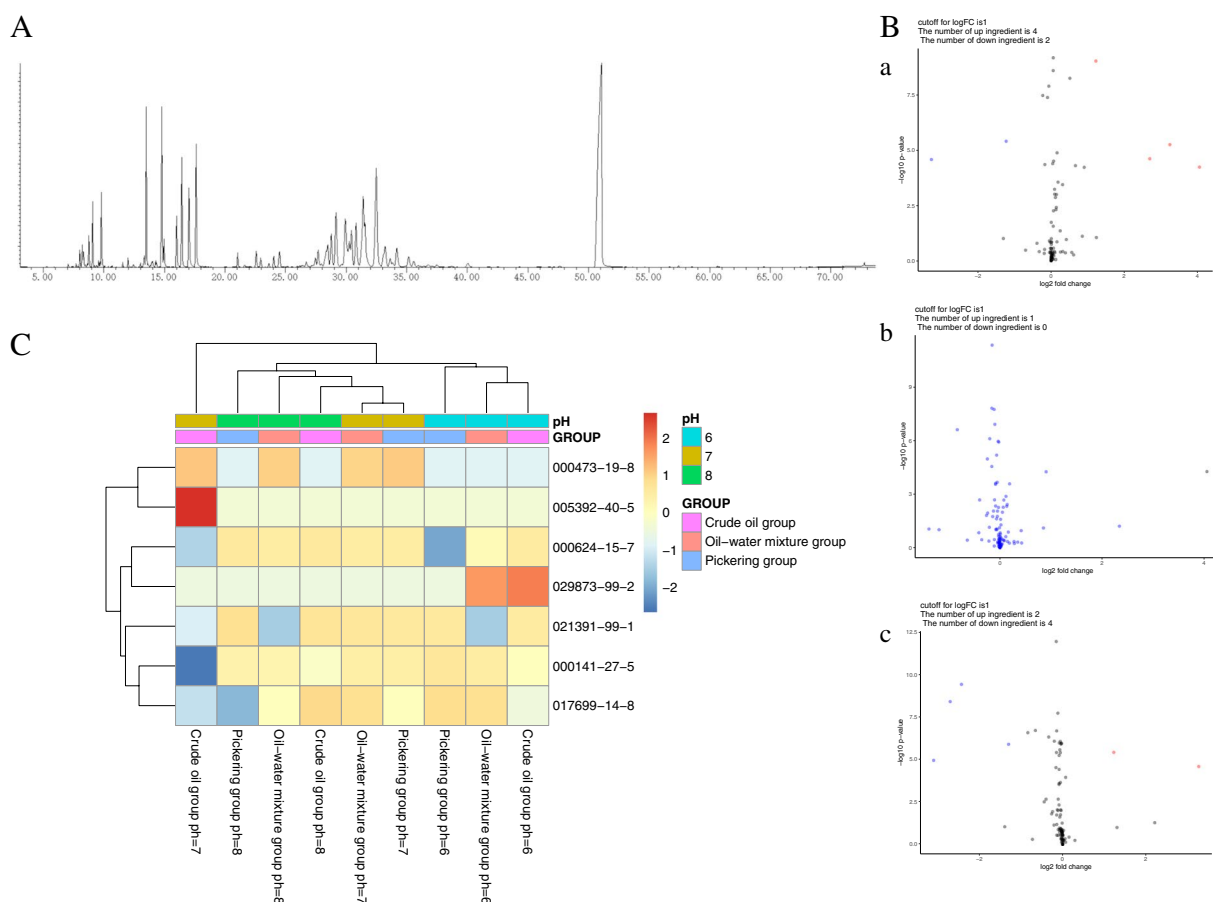 A
5.00 10.00 15.00 20.00 25.00 30.00 35.00 40.00 45.00 50.00 55.00 60.00 65.00 70.00
B
a
cutoff for logFC is1
The number of up ingredient is 4
The number of down ingredient is 2
−log10 p−value
7.5
5.0
2.5
0.0
−2 0 2 4
log2 fold change
b
cutoff for logFC is1
The number of up ingredient is 1
The number of down ingredient is 0
−log10 p−value
9
6
3
0
0 2 4
log2 fold change
c
cutoff for logFC is1
The number of up ingredient is 2
The number of down ingredient is 4
−log10 p−value
12.5
10.0
7.5
5.0
2.5
0.0
−2 0 2
log2 fold change
C
pH
GROUP
000473−19−8
005392−40−5
000624−15−7
029873−99−2
021391−99−1
000141−27−5
017699−14−8
Crude oil group ph=7
Pickering group ph=8
Oil−water mixture group ph=8
Crude oil group ph=8
Oil−water mixture group ph=7
Pickering group ph=7
Pickering group ph=6
Oil−water mixture group ph=6
Crude oil group ph=6
2
1
0
−1
−2
pH
6
7
8
GROUP
Crude oil group
Oil−water mixture group
Pickering group